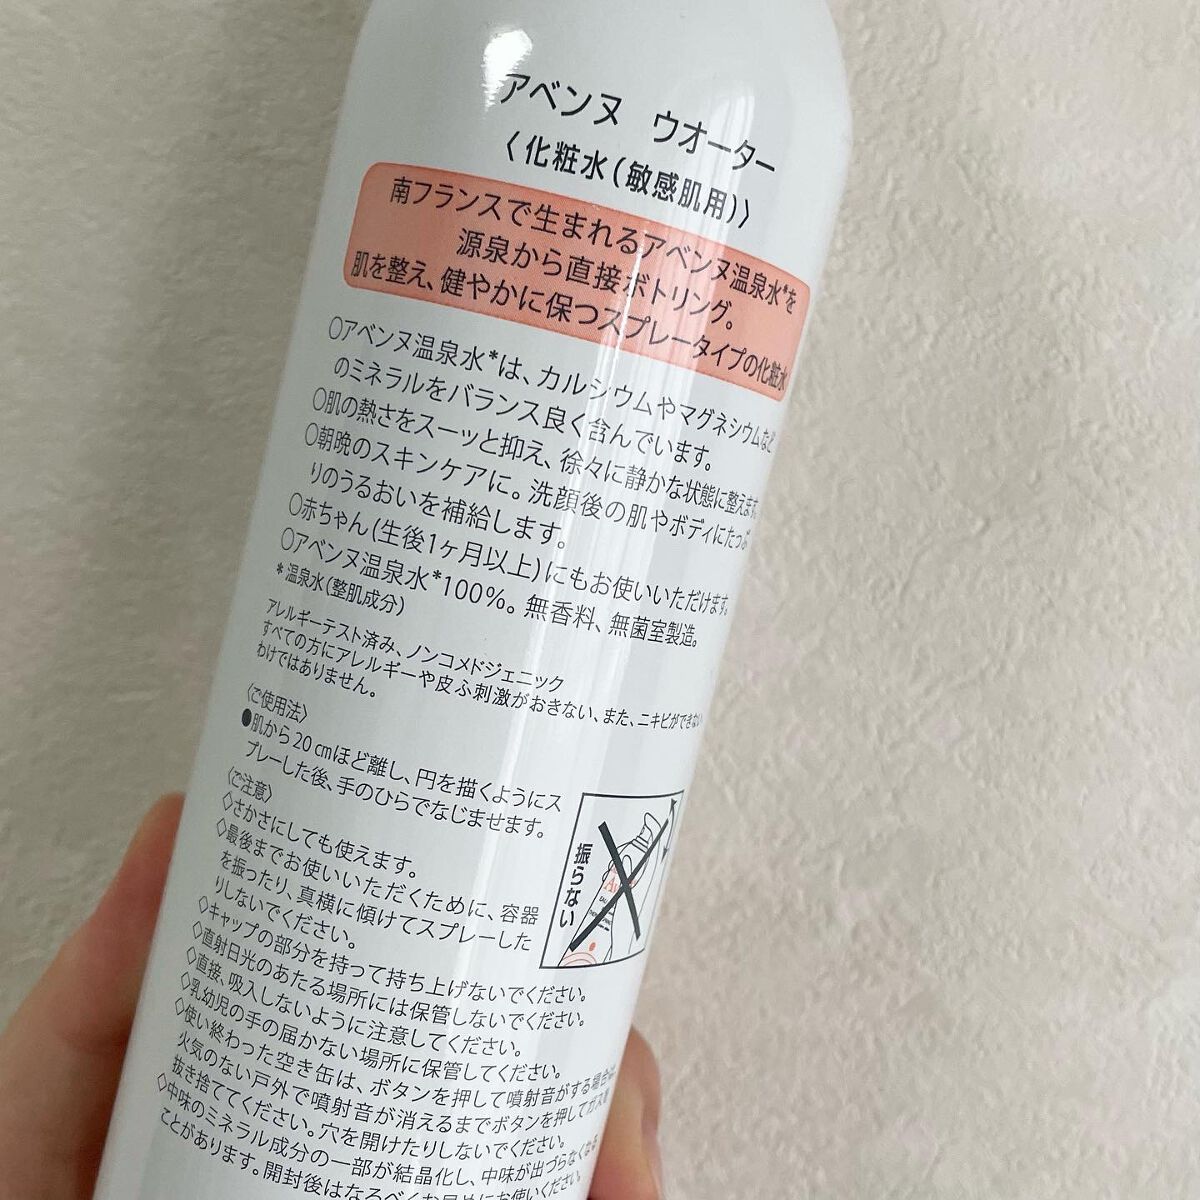 アベンヌ ウオーター
〈化粧水(敏感肌用)〉
南フランスで生まれるアベンヌ温泉水*を
源泉から直接ボトリング。
肌を整え、健やかに保つスプレータイプの化粧水
○アベンヌ温泉水*は、カルシウムやマグネシウムなど
のミネラルをバランス良く含んでいます。
○肌の熱さをスーッと抑え、徐々に静かな状態に整えます。
○朝晩のスキンケアに。洗顔後の肌やボディにたっぷ
りのうるおいを補給します。
○赤ちゃん(生後1ヶ月以上)にもお使いいただけます。
○アベンヌ温泉水*100%。無香料、無菌室製造。
*温泉水(整肌成分)
アレルギーテスト済み、ノンコメドジェニック
すべての方にアレルギーや皮ふ刺激がおきない、また、ニキビができない
わけではありません。
〈ご使用法〉
●肌から20㎝ほど離し、円を描くようにス
プレーした後、手のひらでなじませます。
〈ご注意〉
◇さかさにしても使えます。
◇最後までお使いいただくために、容器
を振ったり、真横に傾けてスプレーした
りしないでください。
振らない
◇キャップの部分を持って持ち上げないでください。
◇直射日光のあたる場所には保管しないでください。
◇直接、吸入しないように注意してください。
◇乳幼児の手の届かない場所に保管してください。
◇使い終わった空き缶は、ボタンを押して噴射音がする場合は、
火気のない戸外で噴射音が消えるまでボタンを押してガスを
抜き捨ててください。穴を開けたりしないでください。
◇中味のミネラル成分の一部が結晶化し、中味が出づらくなる
ことがあります。開封後はなるべくお早めにお使いください。